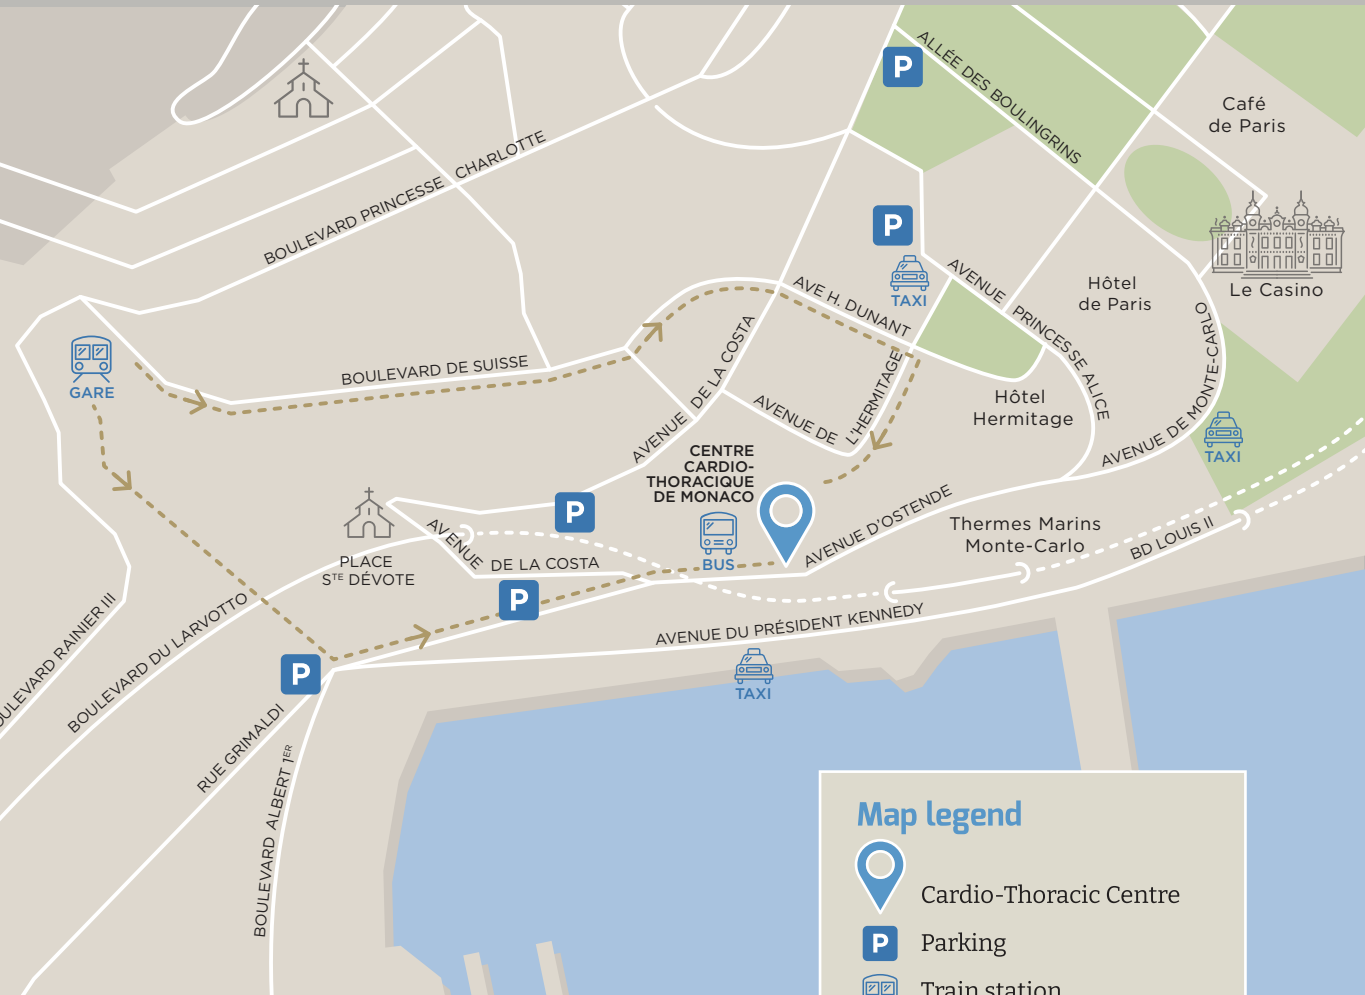 P
ALLÉE DES BOULINGRINS
Café
de Paris
BOULEVARD PRINCESSE CHARLOTTE
P
TAXI
AVENUE PRINCESSE ALICE
Hôtel
de Paris
Le Casino
AVE H. DUNANT
GARE
BOULEVARD DE SUISSE
AVENUE DE LA COSTA
AVENUE DE L'HERMITAGE
Hôtel
Hermitage
AVENUE DE MONTE-CARLO
TAXI
CENTRE
CARDIO-
THORACIQUE
DE MONACO
P
BUS
AVENUE D'OSTENDE
Thermes Marins
Monte-Carlo
BD LOUIS II
PLACE
STE DÉVOTE
AVENUE DE LA COSTA
P
AVENUE DU PRÉSIDENT KENNEDY
TAXI
OULEVARD RAINIER III
BOULEVARD DU LARVOTTO
P
RUE GRIMALDI
BOULEVARD ALBERT 1ER
Map legend
Cardio-Thoracic Centre
P Parking
Train station